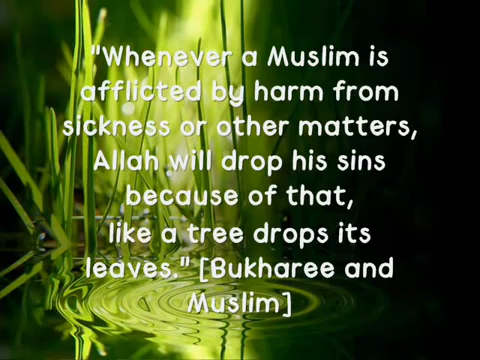 "Whenever a Muslim is
afflicted by harm from
sickness or other matters,
Allah will drop his sins
because of that,
like a tree drops its
leaves." [Bukharee and
Muslim]